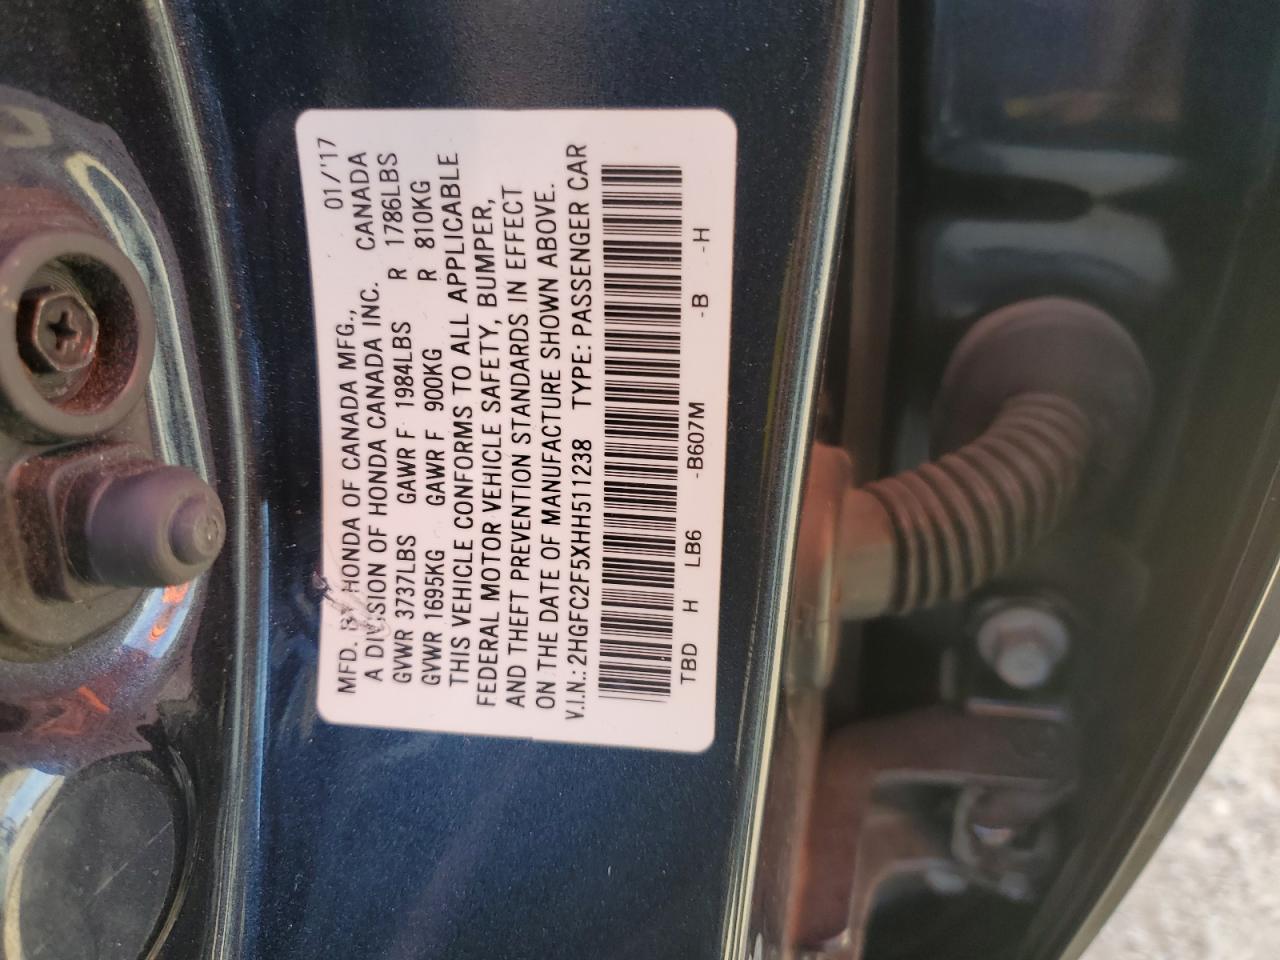 MFD. BY HONDA OF CANADA MFG., 01/'17
A DIVISION OF HONDA CANADA INC. CANADA
GVWR 3737LBS GAWR F 1984LBS R 1786LBS
GVWR 1695KG GAWR F 900KG R 810KG
THIS VEHICLE CONFORMS TO ALL APPLICABLE
FEDERAL MOTOR VEHICLE SAFETY, BUMPER,
AND THEFT PREVENTION STANDARDS IN EFFECT
ON THE DATE OF MANUFACTURE SHOWN ABOVE.
V.I.N.: 2HGFC2F5XHH511238 TYPE: PASSENGER CAR
TBD H LB6 -B607M -B -H